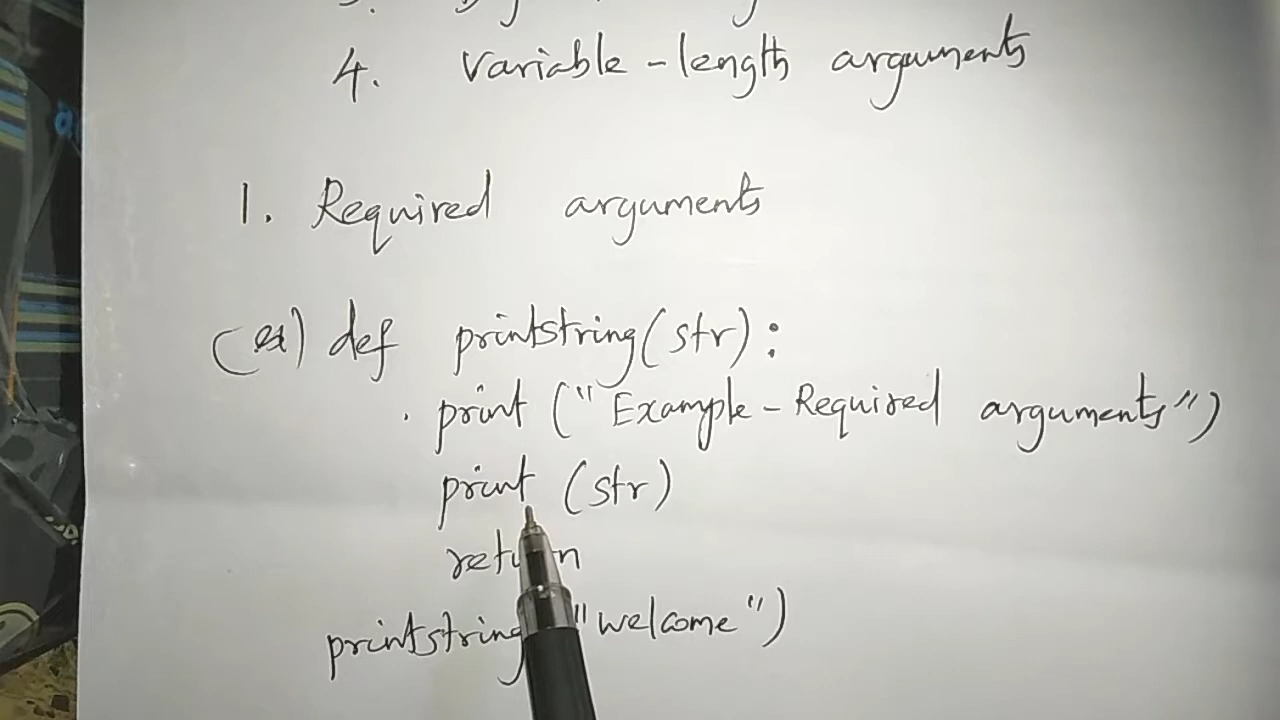 4. Variable-length arguments
1. Required arguments
(ex) def printstring(str):
print ("Example-Required arguments")
print (str)
return
printstring "welcome")